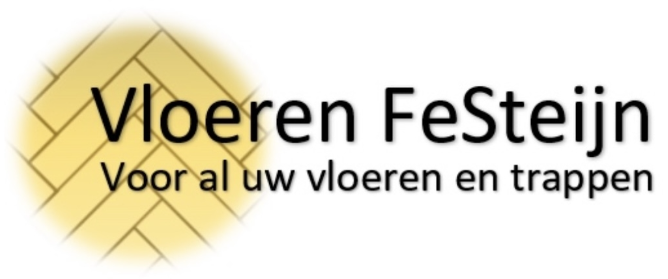 Vloeren FeSteijn
Voor al uw vloeren en trappen